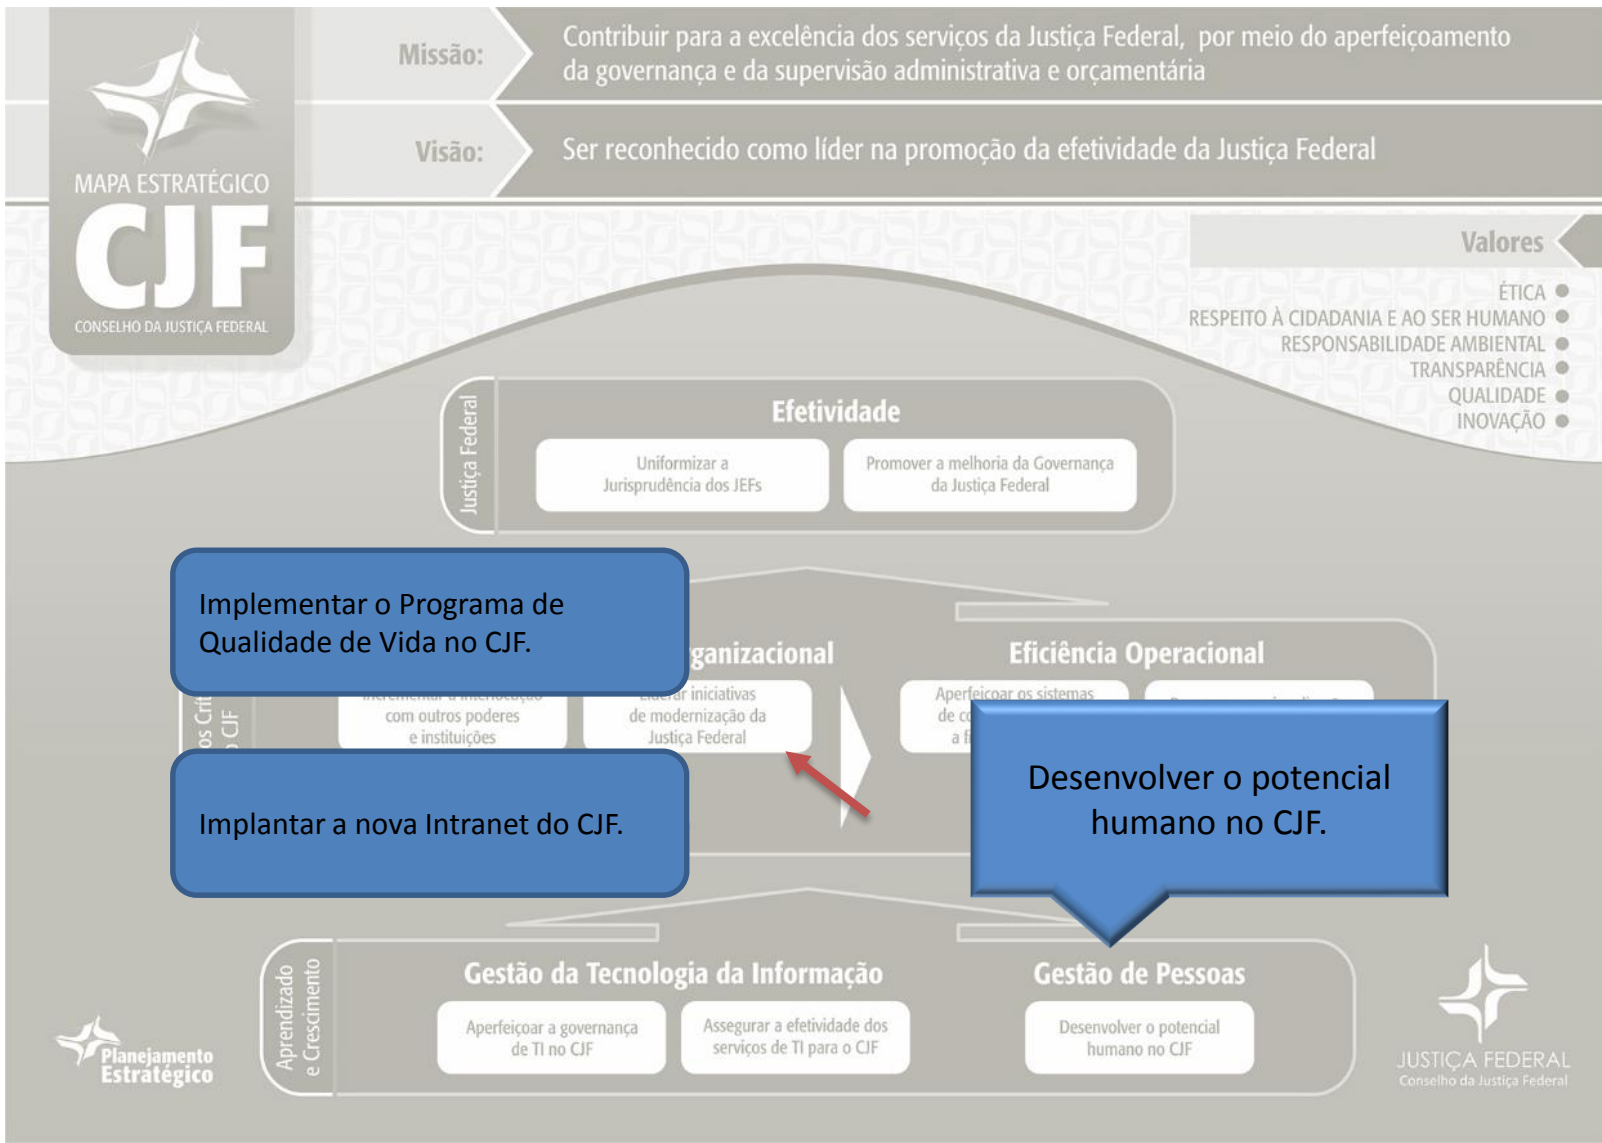 Missão:
Contribuir para a excelência dos serviços da Justiça Federal, por meio do aperfeiçoamento
da governança e da supervisão administrativa e orçamentária
Visão:
Ser reconhecido como líder na promoção da efetividade da Justiça Federal
MAPA ESTRATÉGICO
CJF
CONSELHO DA JUSTIÇA FEDERAL
Valores
ÉTICA
RESPEITO À CIDADANIA E AO SER HUMANO
RESPONSABILIDADE AMBIENTAL
TRANSPARÊNCIA
QUALIDADE
INOVAÇÃO
Justiça Federal
Efetividade
Uniformizar a
Jurisprudência dos JEFs
Promover a melhoria da Governança
da Justiça Federal
Implementar o Programa de
Qualidade de Vida no CJF.
ganizacional
Incrementar a interlocução
com outros poderes
e instituições
Liderar iniciativas
de modernização da
Justiça Federal
Implantar a nova Intranet do CJF.
CJF
Eficiência Operacional
Aperfeiçoar os sistemas
de
a
Desenvolver o potencial
humano no CJF.
Aprendizado
e Crescimento
Gestão da Tecnologia da Informação
Aperfeiçoar a governança
de TI no CJF
Assegurar a efetividade dos
serviços de TI para o CJF
Gestão de Pessoas
Desenvolver o potencial
humano no CJF
Planejamento
Estratégico
JUSTIÇA FEDERAL
Conselho da Justiça Federal